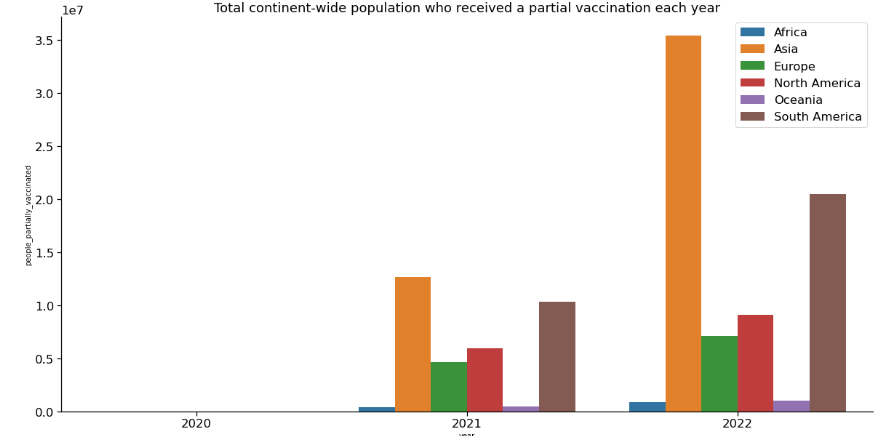 Total continent-wide population who received a partial vaccination each year
1e7
3.5
3.0
2.5
2.0
1.5
1.0
0.5
0.0
people_partially_vaccinated
Africa
Asia
Europe
North America
Oceania
South America
2020 2021 2022
year